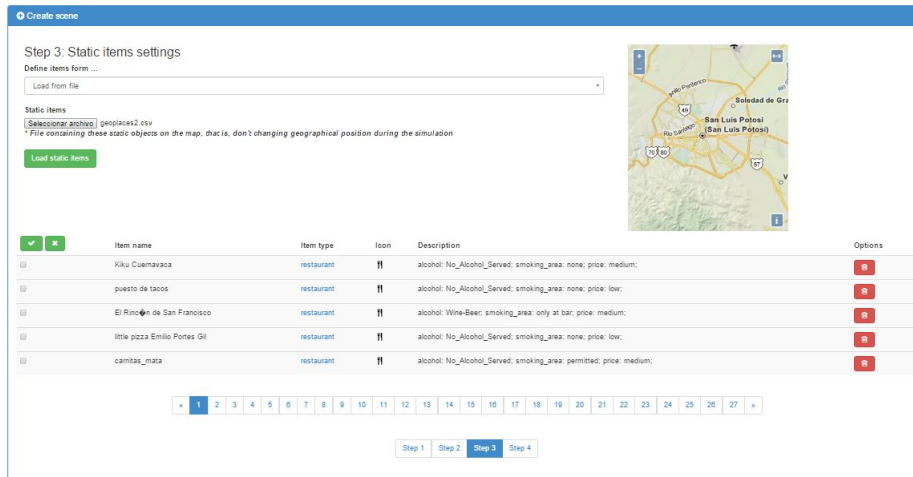 Create scene
Step 3: Static items settings
Define items form ...
Load from file
Static items
Seleccionar archivo geoplaces2.csv
* File containing these static objects on the map, that is, don't changing geographical position during the simulation
Load static items
+
−
Periferico
49
Soledad de Gra
San Luis Potosí
(San Luis Potosí)
Rio Santiago
70
80
57
V
i
Item name Item type Icon Description Options
Kiku Cuernavaca restaurant alcohol: No_Alcohol_Served; smoking_area: none; price: medium;
puesto de tacos restaurant alcohol: No_Alcohol_Served; smoking_area: none; price: low;
El Rinc�n de San Francisco restaurant alcohol: Wine-Beer; smoking_area: only at bar; price: medium;
little pizza Emilio Portes Gil restaurant alcohol: No_Alcohol_Served; smoking_area: none; price: low;
carnitas_mata restaurant alcohol: No_Alcohol_Served; smoking_area: permitted; price: medium;
« 1 2 3 4 5 6 7 8 9 10 11 12 13 14 15 16 17 18 19 20 21 22 23 24 25 26 27 »
Step 1 Step 2 Step 3 Step 4